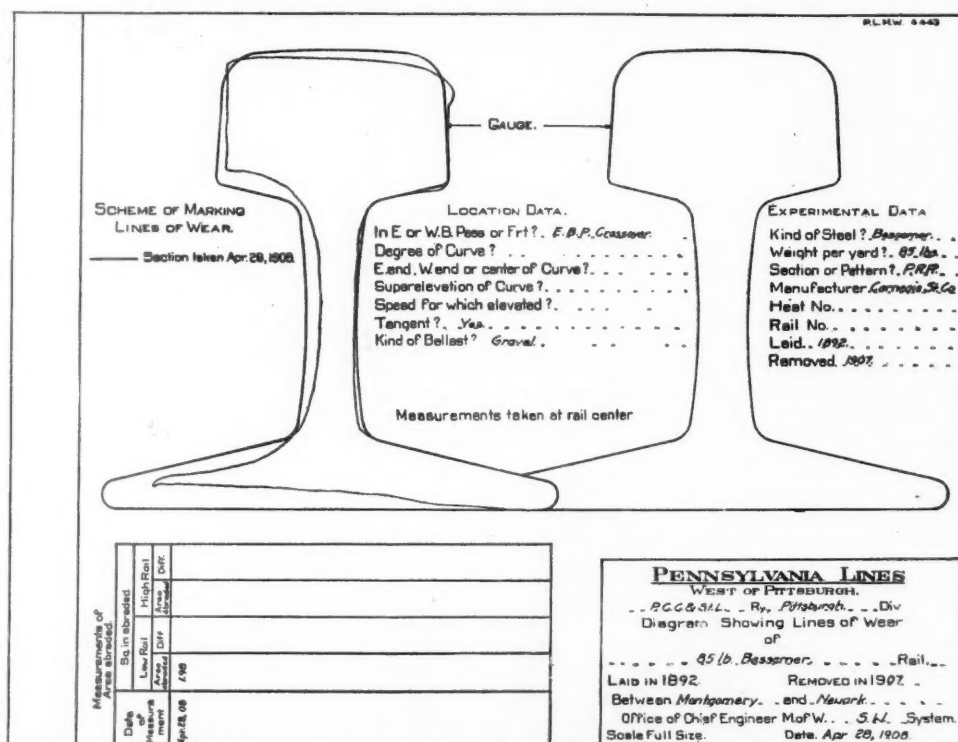 P.L.M.W. 4443
GAUGE.
SCHEME OF MARKING
LINES OF WEAR.
Section taken Apr. 28, 1908.
LOCATION DATA.
In E or W.B. Pass or Frt? E.B.P. Crossover.
Degree of Curve?
E.end, W.end or center of Curve?
Superelevation of Curve?
Speed for which elevated?
Tangent? Yes.
Kind of Ballast? Gravel.
Measurements taken at rail center
EXPERIMENTAL DATA
Kind of Steel? Bessemer.
Weight per yard? 85 lbs.
Section or Pattern? P.R.R.
Manufacturer Carnegie St. Co
Heat No.
Rail No.
Laid. 1892.
Removed. 1907.
Measurements of
Area abraded.
Date
of
Measure
ment
Sq. in abraded
Low Rail
High Rail
Area
abraded
Diff
Area
abraded
Diff.
Apr. 28, 08
PENNSYLVANIA LINES
WEST OF PITTSBURGH.
P.C.C. & St.L. Ry. Pittsburgh. Div
Diagram Showing Lines of Wear
of
85 lb. Bessemer. Rail.
LAID IN 1892. REMOVED IN 1907.
Between Montgomery. and Newark.
Office of Chief Engineer M.of W. S.W. System.
Scale Full Size. Date. Apr 28, 1908.